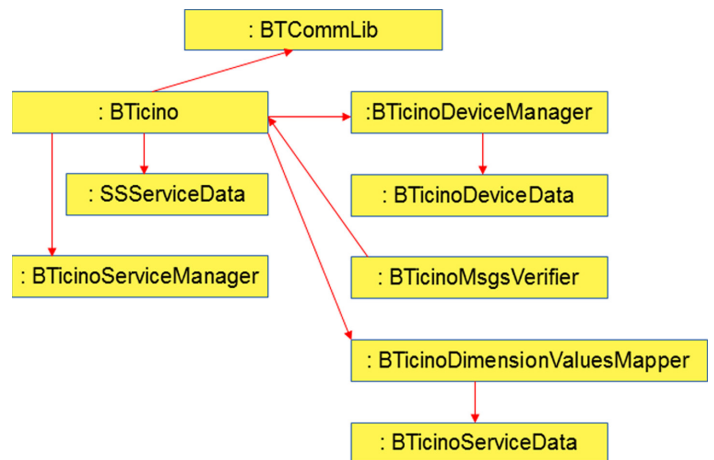 : BTCommLib
: BTicino
:BTicinoDeviceManager
: SSServiceData
: BTicinoDeviceData
: BTicinoServiceManager
: BTicinoMsgsVerifier
: BTicinoDimensionValuesMapper
: BTicinoServiceData